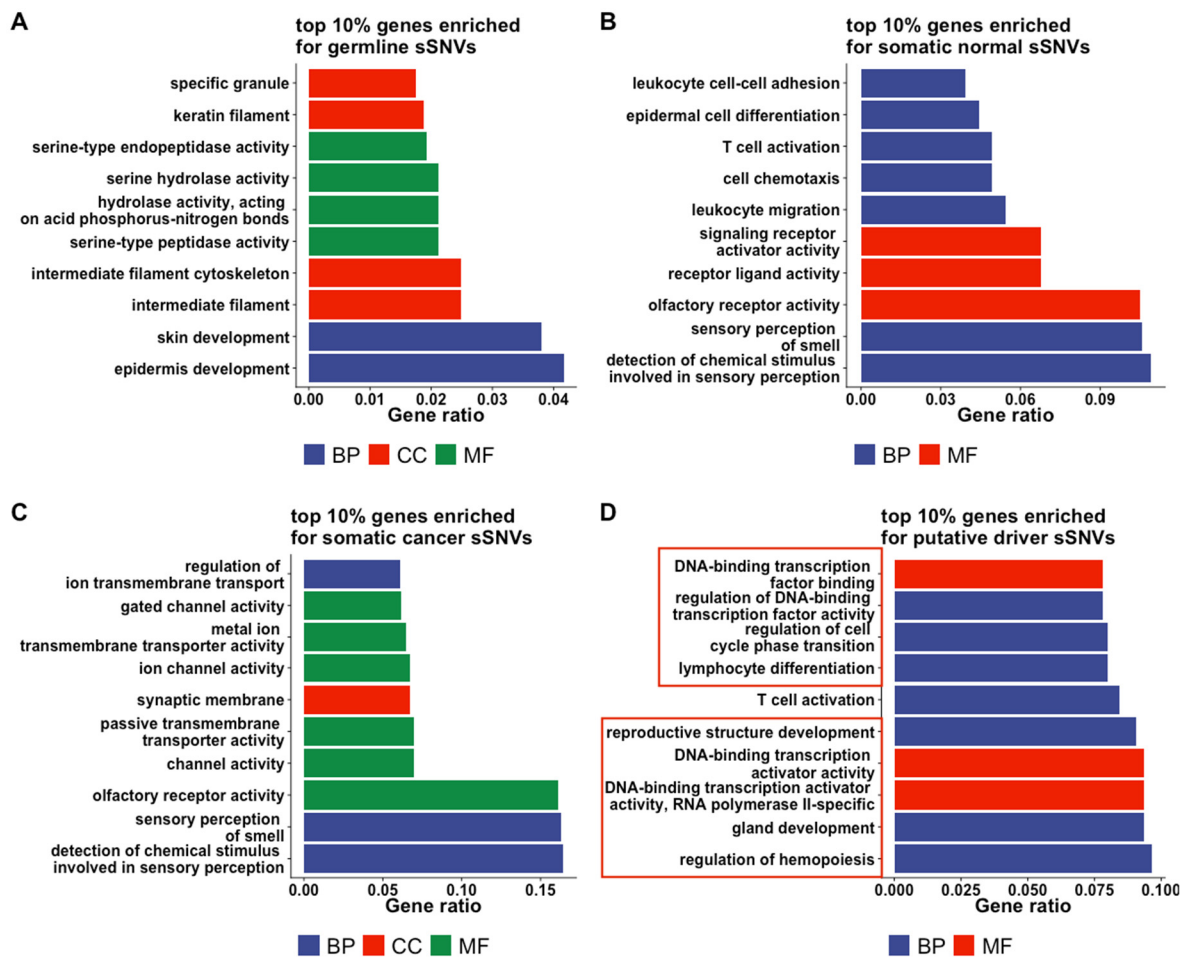 A
top 10% genes enriched
for germline sSNVs
specific granule
keratin filament
serine-type endopeptidase activity
serine hydrolase activity
hydrolase activity, acting
on acid phosphorus-nitrogen bonds
serine-type peptidase activity
intermediate filament cytoskeleton
intermediate filament
skin development
epidermis development
0.00 0.01 0.02 0.03 0.04
Gene ratio
BP CC MF
B
top 10% genes enriched
for somatic normal sSNVs
leukocyte cell-cell adhesion
epidermal cell differentiation
T cell activation
cell chemotaxis
leukocyte migration
signaling receptor
activator activity
receptor ligand activity
olfactory receptor activity
sensory perception
of smell
detection of chemical stimulus
involved in sensory perception
0.00 0.03 0.06 0.09
Gene ratio
BP MF
C
top 10% genes enriched
for somatic cancer sSNVs
regulation of
ion transmembrane transport
gated channel activity
metal ion
transmembrane transporter activity
ion channel activity
synaptic membrane
passive transmembrane
transporter activity
channel activity
olfactory receptor activity
sensory perception
of smell
detection of chemical stimulus
involved in sensory perception
0.00 0.05 0.10 0.15
Gene ratio
BP CC MF
D
top 10% genes enriched
for putative driver sSNVs
DNA-binding transcription
factor binding
regulation of DNA-binding
transcription factor activity
regulation of cell
cycle phase transition
lymphocyte differentiation
T cell activation
reproductive structure development
DNA-binding transcription
activator activity
DNA-binding transcription activator
activity, RNA polymerase II-specific
gland development
regulation of hemopoiesis
0.000 0.025 0.050 0.075 0.100
Gene ratio
BP MF